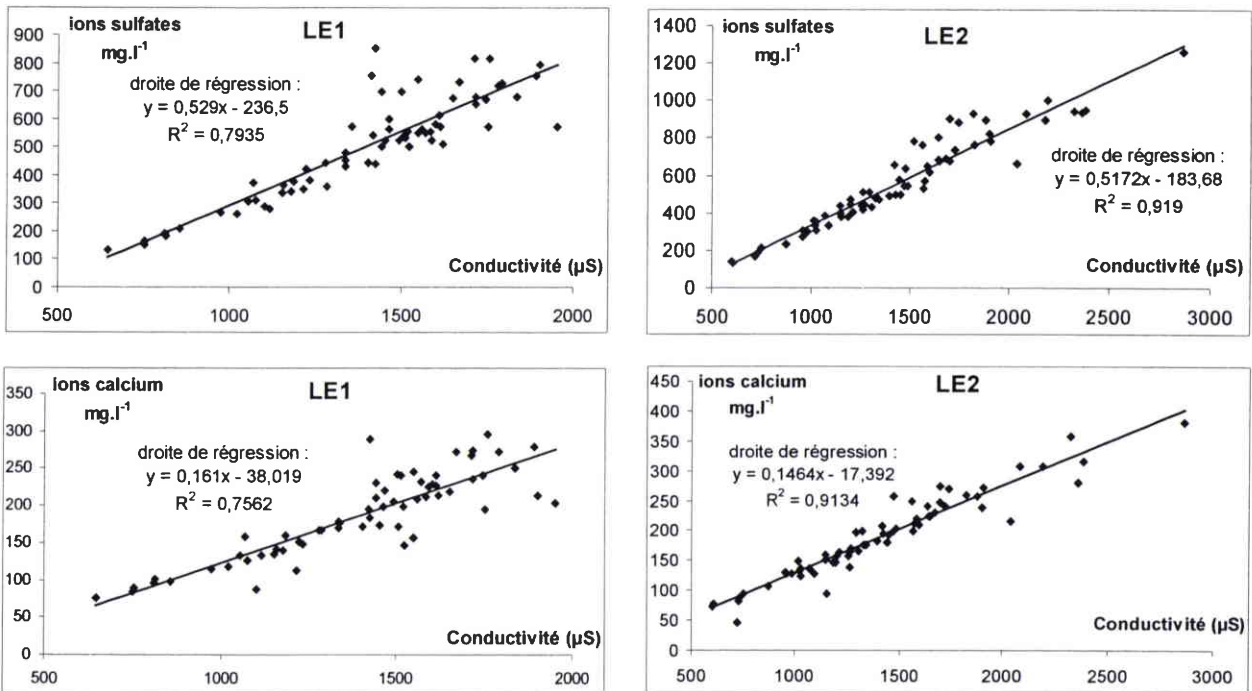 ions sulfates
mg.l⁻¹
LE1
droite de régression :
y = 0,529x - 236,5
R² = 0,7935
900
800
700
600
500
400
300
200
100
0
Conductivité (µS)
500 1000 1500 2000
ions sulfates
mg.l⁻¹
LE2
droite de régression :
y = 0,5172x - 183,68
R² = 0,919
1400
1200
1000
800
600
400
200
0
Conductivité (µS)
500 1000 1500 2000 2500 3000
ions calcium
mg.l⁻¹
LE1
droite de régression :
y = 0,161x - 38,019
R² = 0,7562
350
300
250
200
150
100
50
0
Conductivité (µS)
500 1000 1500 2000
ions calcium
mg.l⁻¹
LE2
droite de régression :
y = 0,1464x - 17,392
R² = 0,9134
450
400
350
300
250
200
150
100
50
0
Conductivité (µS)
500 1000 1500 2000 2500 3000